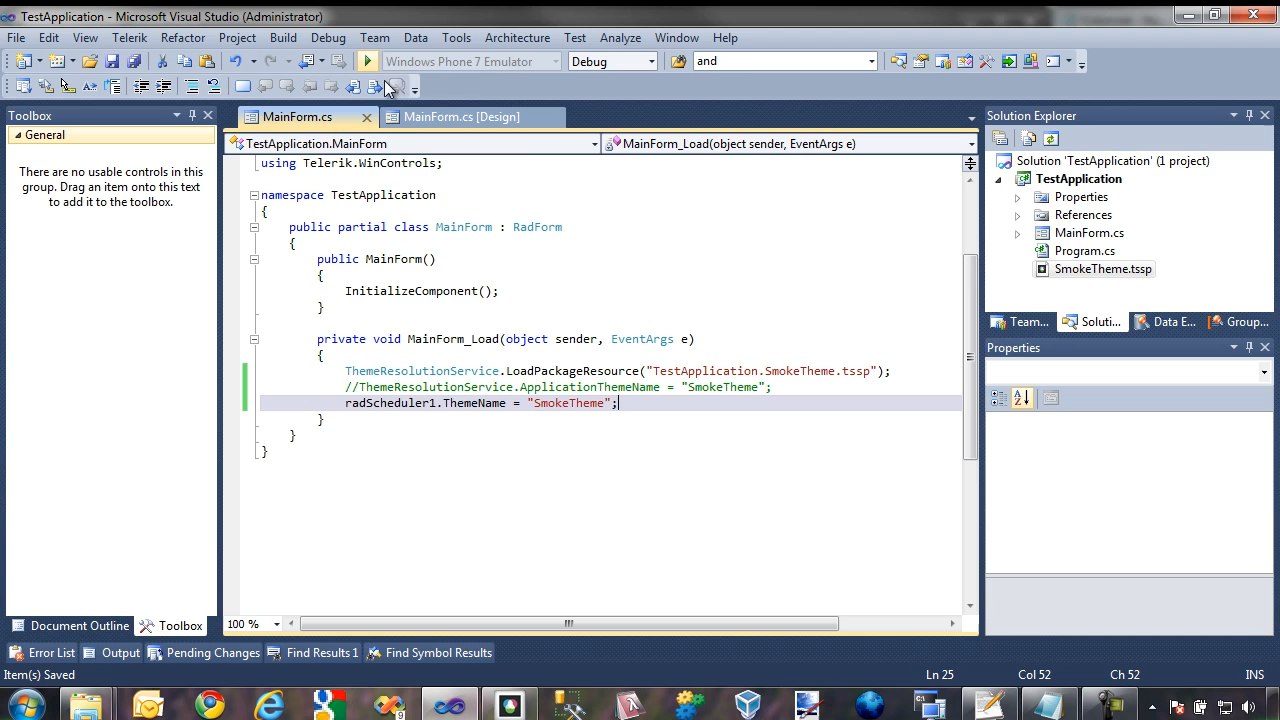 TestApplication - Microsoft Visual Studio (Administrator)
File Edit View Telerik Refactor Project Build Debug Team Data Tools Architecture Test Analyze Window Help
Windows Phone 7 Emulator Debug and
Toolbox
General
There are no usable controls in this
group. Drag an item onto this text
to add it to the toolbox.
Document Outline Toolbox
MainForm.cs MainForm.cs [Design]
TestApplication.MainForm MainForm_Load(object sender, EventArgs e)
using Telerik.WinControls;
namespace TestApplication
{
public partial class MainForm : RadForm
{
public MainForm()
{
InitializeComponent();
}
private void MainForm_Load(object sender, EventArgs e)
{
ThemeResolutionService.LoadPackageResource("TestApplication.SmokeTheme.tssp");
//ThemeResolutionService.ApplicationThemeName = "SmokeTheme";
radScheduler1.ThemeName = "SmokeTheme";
}
}
}
100 %
Solution Explorer
Solution 'TestApplication' (1 project)
TestApplication
Properties
References
MainForm.cs
Program.cs
SmokeTheme.tssp
Team... Soluti... Data E... Group...
Properties
Error List Output Pending Changes Find Results 1 Find Symbol Results
Item(s) Saved Ln 25 Col 52 Ch 52 INS
9